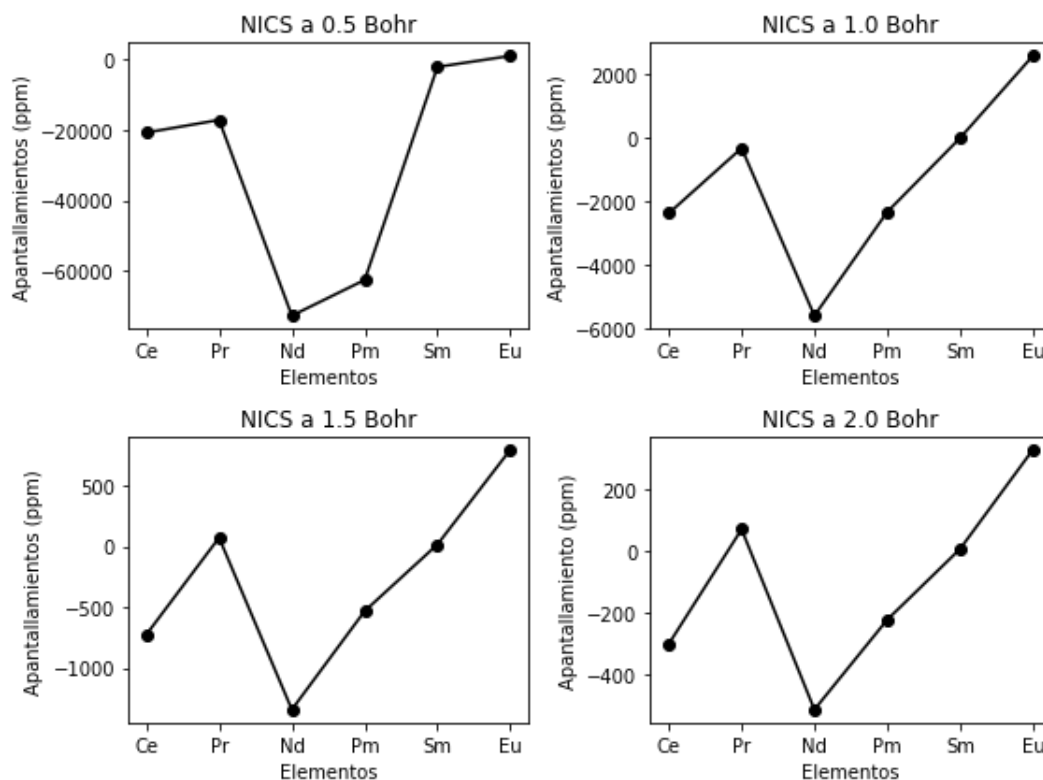 NICS a 0.5 Bohr
Apantallamientos (ppm)
0
−20000
−40000
−60000
Ce Pr Nd Pm Sm Eu
Elementos
NICS a 1.0 Bohr
Apantallamientos (ppm)
2000
0
−2000
−4000
−6000
Ce Pr Nd Pm Sm Eu
Elementos
NICS a 1.5 Bohr
Apantallamientos (ppm)
500
0
−500
−1000
Ce Pr Nd Pm Sm Eu
Elementos
NICS a 2.0 Bohr
Apantallamiento (ppm)
200
0
−200
−400
Ce Pr Nd Pm Sm Eu
Elementos